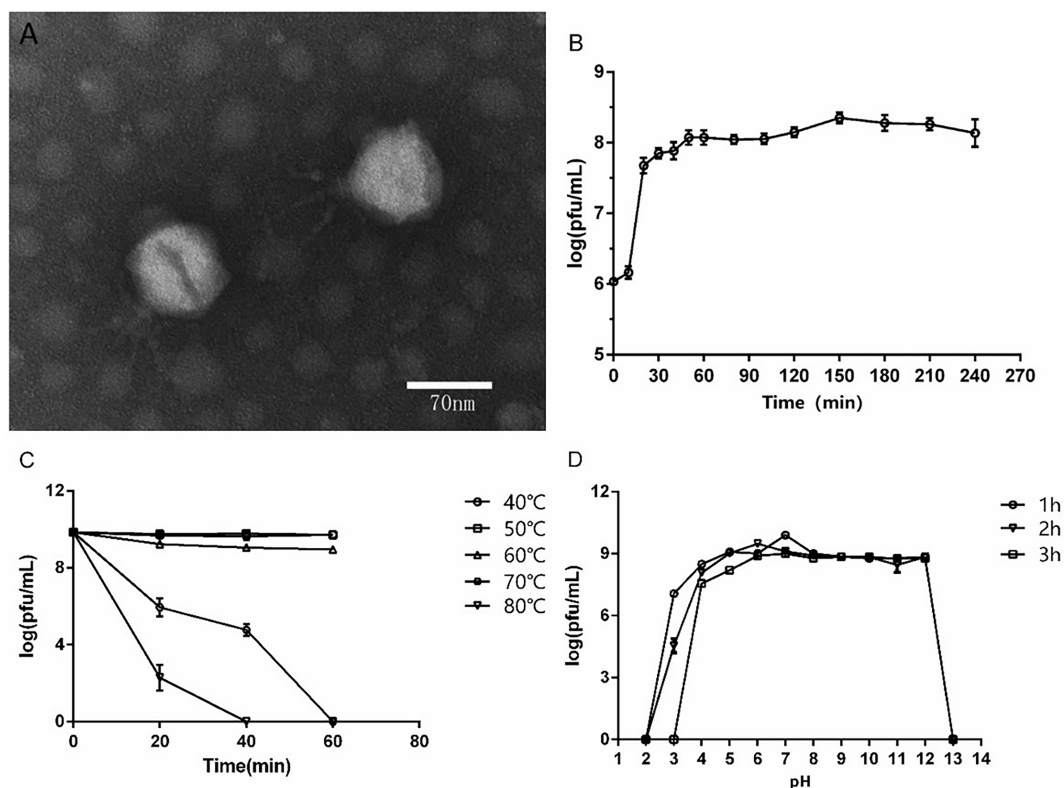 A
70nm
B
log(pfu/mL)
9
8
7
6
5
0 30 60 90 120 150 180 210 240 270
Time (min)
C
log(pfu/mL)
12
8
4
0
0 20 40 60 80
Time(min)
40℃
50℃
60℃
70℃
80℃
D
log(pfu/mL)
12
9
6
3
0
1 2 3 4 5 6 7 8 9 10 11 12 13 14
pH
1h
2h
3h